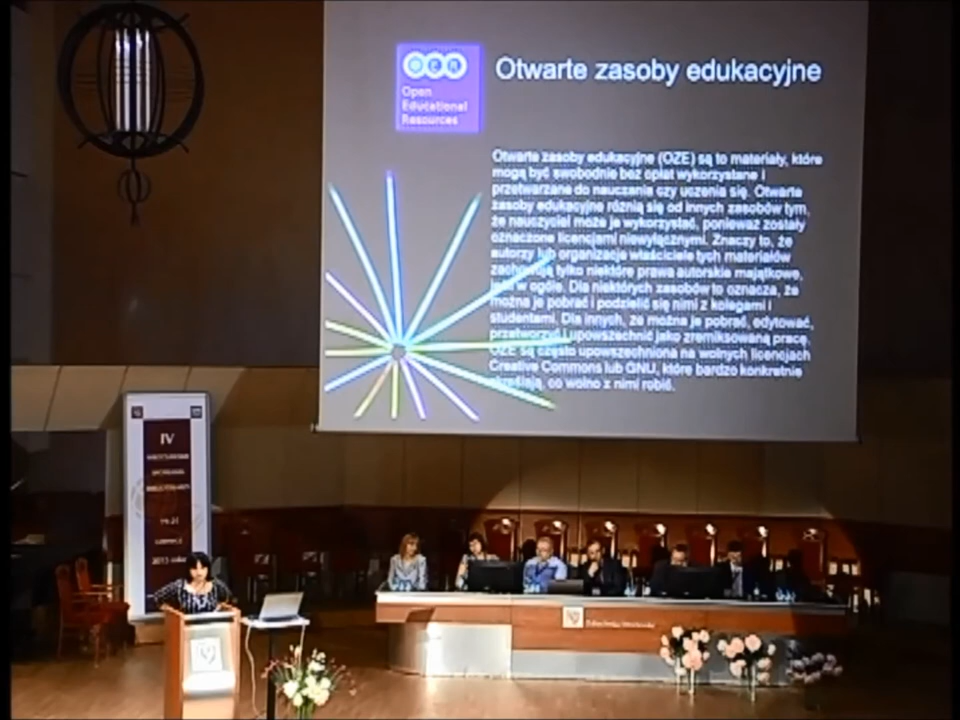 OER
Open
Educational
Resources
Otwarte zasoby edukacyjne
Otwarte zasoby edukacyjne (OZE) są to materiały, które
mogą być swobodnie bez opłat wykorzystane i
przetwarzane do nauczania czy uczenia się. Otwarte
zasoby edukacyjne różnią się od innych zasobów tym,
że nauczyciel może je wykorzystać, ponieważ zostały
oznaczone licencjami niewyłącznymi. Znaczy to, że
autorzy lub organizacje właściciele tych materiałów
zachowują tylko niektóre prawa autorskie majątkowe,
jeśli w ogóle. Dla niektórych zasobów to oznacza, że
można je pobrać i podzielić się nimi z kolegami i
studentami. Dla innych, że można je pobrać, edytować,
przetworzyć i upowszechnić jako zremiksowaną pracę.
OZE są często upowszechniona na wolnych licencjach
Creative Commons lub GNU, które bardzo konkretnie
określają, co wolno z nimi robić.
IV
19-21
czerwca